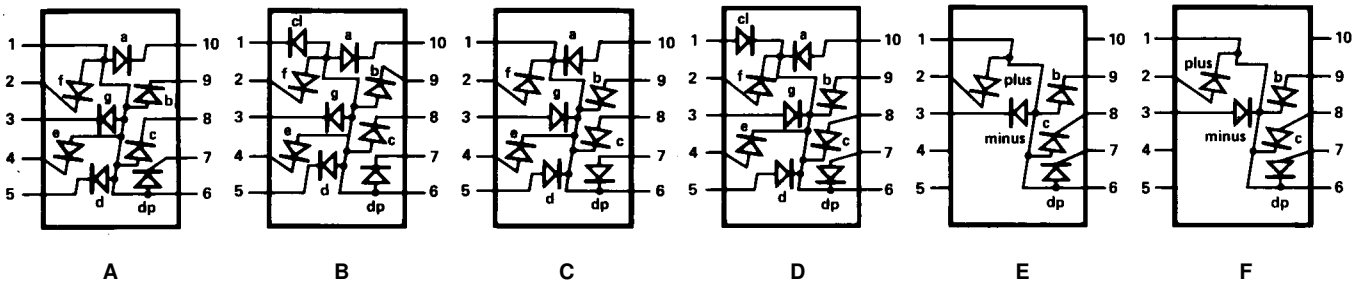 cl cl
1 a 10 1 a 10 1 a 10 1 a 10 1 10 1 10
plus
2 f 9 2 f b 9 2 f b 9 2 f b 9 2 plus b 9 2 b 9
b
g g g g
3 8 3 8 3 8 3 8 3 8 3 8
e c e c e c e c minus c minus c
4 7 4 7 4 7 4 7 4 7 4 7
5 d 6 5 d 6 5 d 6 5 d 6 5 6 5 6
dp dp dp dp dp dp
A B C D E F